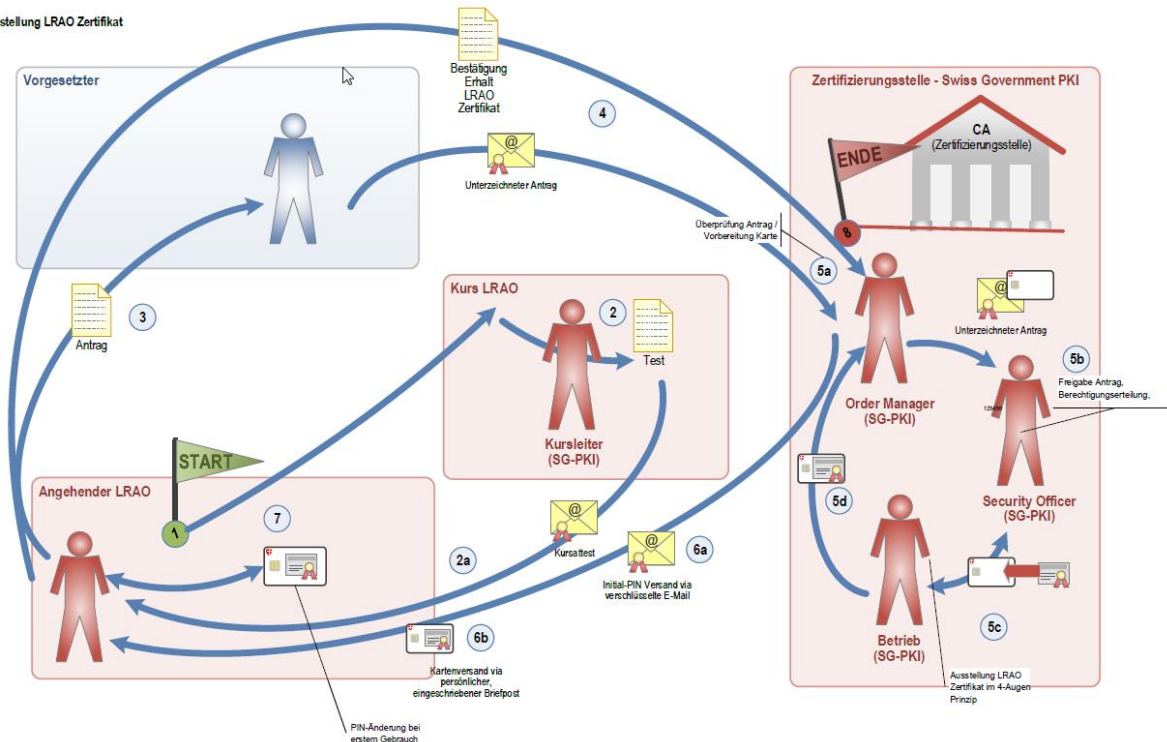 stellung LRAO Zertifikat
Vorgesetzter
Bestätigung
Erhalt
LRAO
Zertifikat
4
@
Unterzeichneter Antrag
Zertifizierungsstelle - Swiss Government PKI
CA
(Zertifizierungsstelle)
ENDE
8
Überprüfung Antrag /
Vorbereitung Karte
5a
@
Unterzeichneter Antrag
3
Antrag
Kurs LRAO
2
Test
Kursleiter
(SG-PKI)
Order Manager
(SG-PKI)
5b
Freigabe Antrag,
Berechtigungserteilung,
123456
Security Officer
(SG-PKI)
START
1
Angehender LRAO
7
2a
@
Kursattest
@
6a
Initial-PIN Versand via
verschlüsselte E-Mail
5d
5c
Betrieb
(SG-PKI)
6b
Kartenversand via
persönlicher,
eingeschriebener Briefpost
Ausstellung LRAO
Zertifikat im 4-Augen
Prinzip
PIN-Änderung bei
erstem Gebrauch